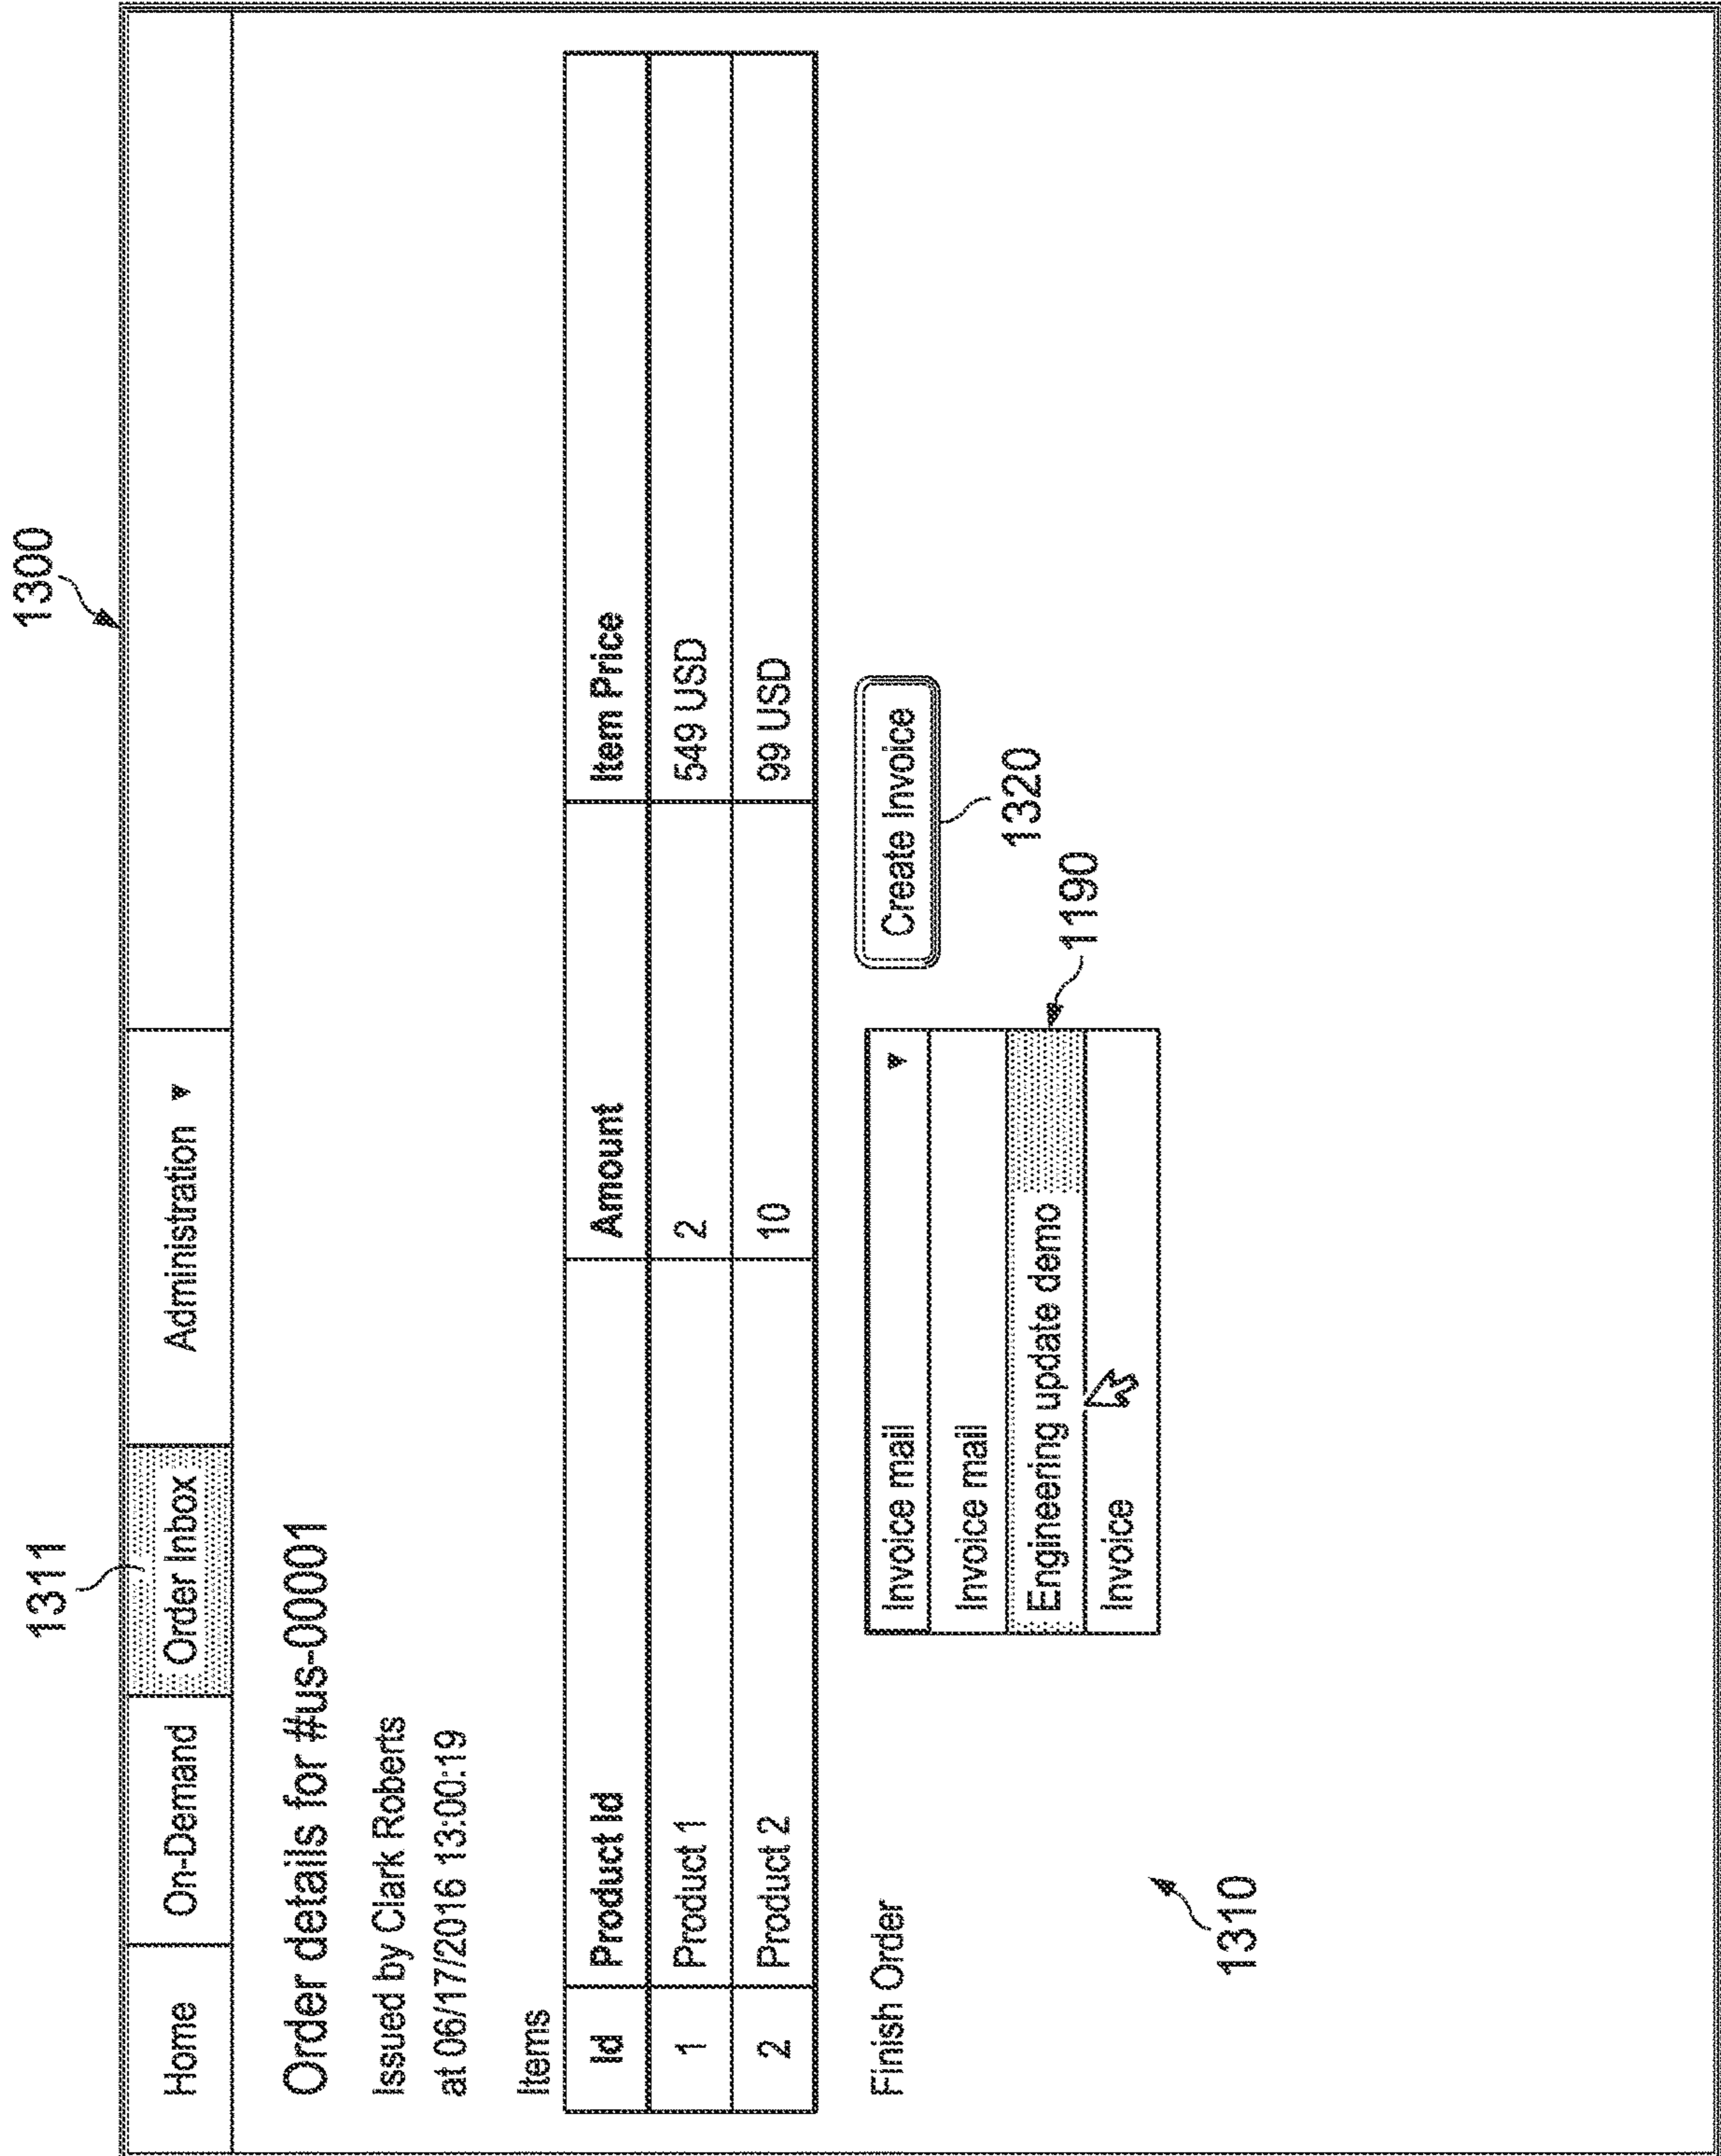 1300
1311
Home On-Demand Order Inbox Administration ▼
Order details for #us-00001
Issued by Clark Roberts
at 06/17/2016 13:00:19
Items
Id Product Id Amount Item Price
1 Product 1 2 549 USD
2 Product 2 10 99 USD
Finish Order Invoice mail ▼ Create Invoice
Invoice mail
1320
Engineering update demo
1190
Invoice
1310